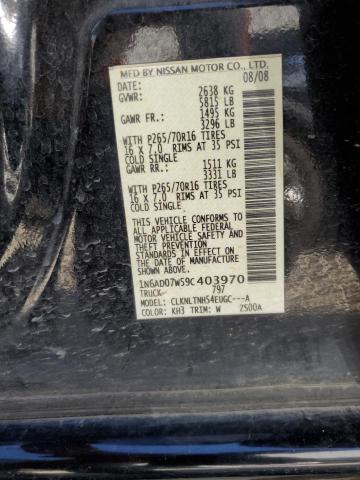 MFD BY NISSAN MOTOR CO., LTD.
DATE: 08/08
GVWR: 2638 KG
5815 LB
GAWR FR.: 1495 KG
3296 LB
WITH P265/70R16 TIRES
16 X 7.0 RIMS AT 35 PSI
COLD SINGLE
GAWR RR.: 1511 KG
3331 LB
WITH P265/70R16 TIRES
16 X 7.0 RIMS AT 35 PSI
COLD SINGLE
THIS VEHICLE CONFORMS TO
ALL APPLICABLE FEDERAL
MOTOR VEHICLE SAFETY
STANDARDS IN EFFECT ON THE
DATE OF MANUFACTURE
SHOWN ABOVE.
1N6AD07W59C403970
TRUCK 797
MODEL: CLKNLTNH54EUGC---A
COLOR: KH3 TRIM: W 2500A